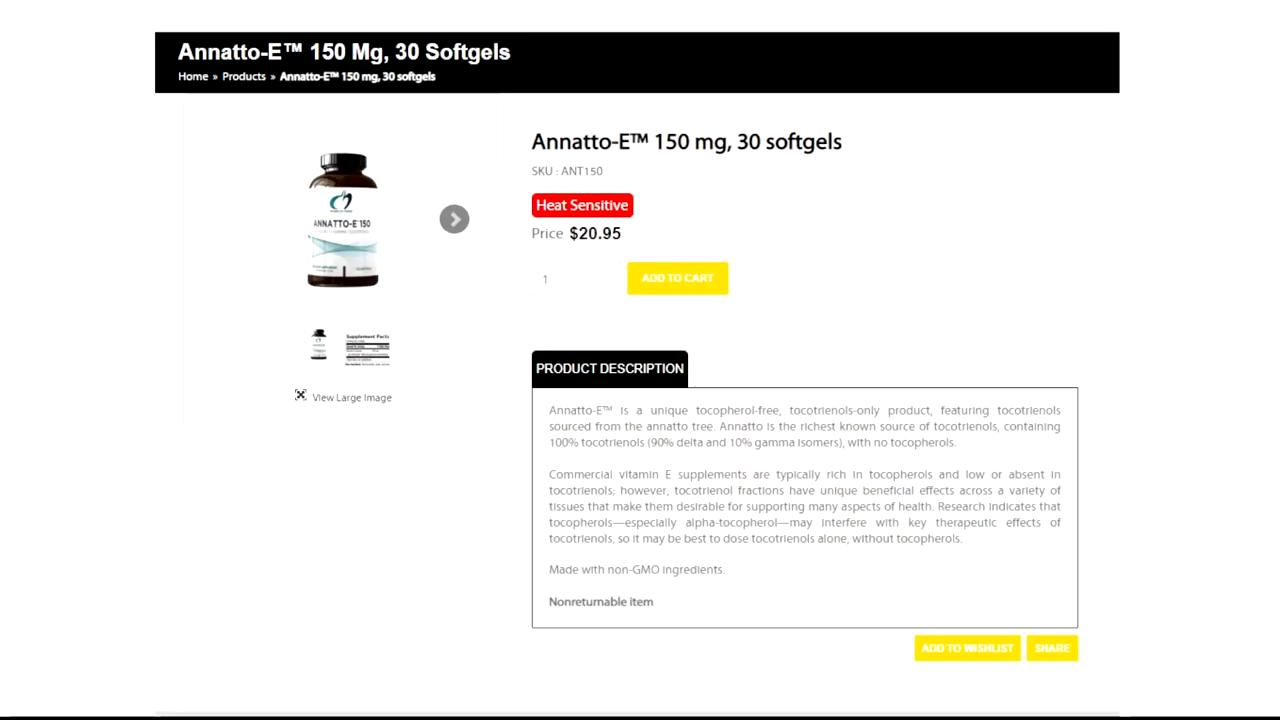 Annatto-E™ 150 Mg, 30 Softgels
Home » Products » Annatto-E™ 150 mg, 30 softgels
Annatto-E™ 150 mg, 30 softgels
SKU : ANT150
Heat Sensitive
Price $20.95
1
ADD TO CART
ANNATTO-E 150
Supplement Facts
View Large Image
PRODUCT DESCRIPTION
Annatto-E™ is a unique tocopherol-free, tocotrienols-only product, featuring tocotrienols
sourced from the annatto tree. Annatto is the richest known source of tocotrienols, containing
100% tocotrienols (90% delta and 10% gamma isomers), with no tocopherols.
Commercial vitamin E supplements are typically rich in tocopherols and low or absent in
tocotrienols; however, tocotrienol fractions have unique beneficial effects across a variety of
tissues that make them desirable for supporting many aspects of health. Research indicates that
tocopherols—especially alpha-tocopherol—may interfere with key therapeutic effects of
tocotrienols, so it may be best to dose tocotrienols alone, without tocopherols.
Made with non-GMO ingredients.
Nonreturnable item
ADD TO WISHLIST
SHARE